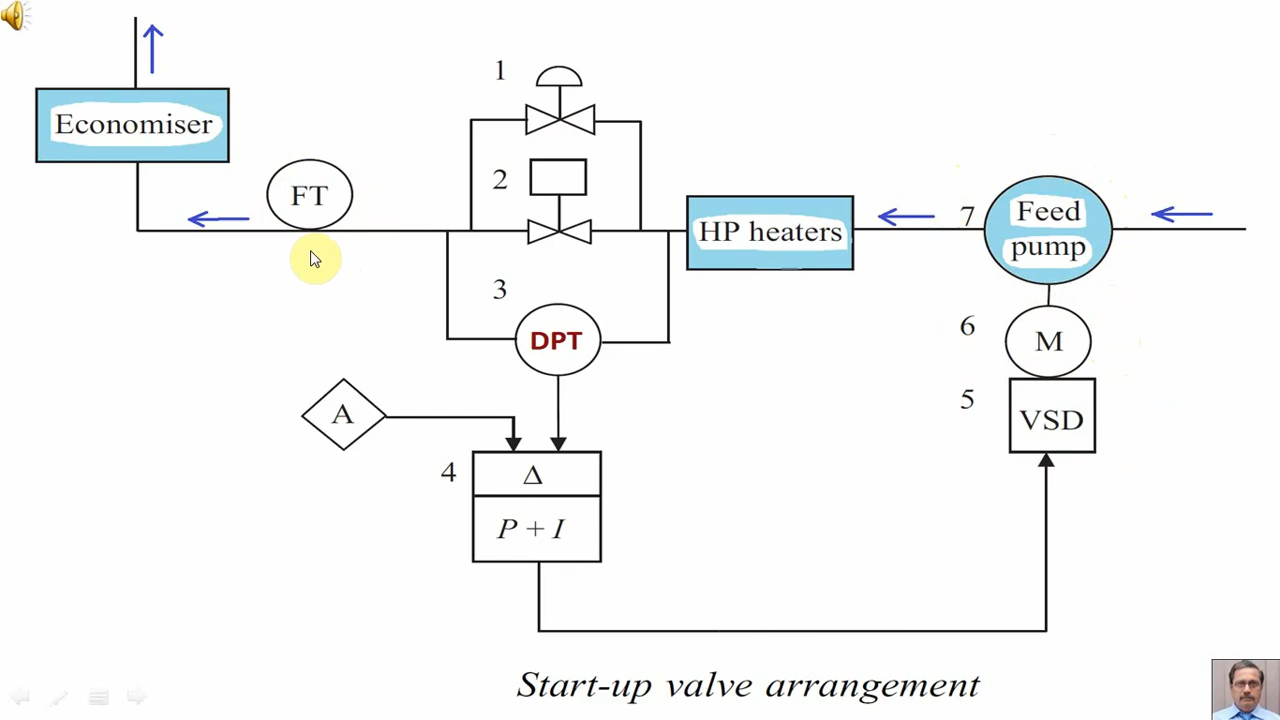 1
Economiser
2
FT
HP heaters
7
Feed
pump
3
DPT
6
M
A
5
VSD
4
Δ
P + I
Start-up valve arrangement